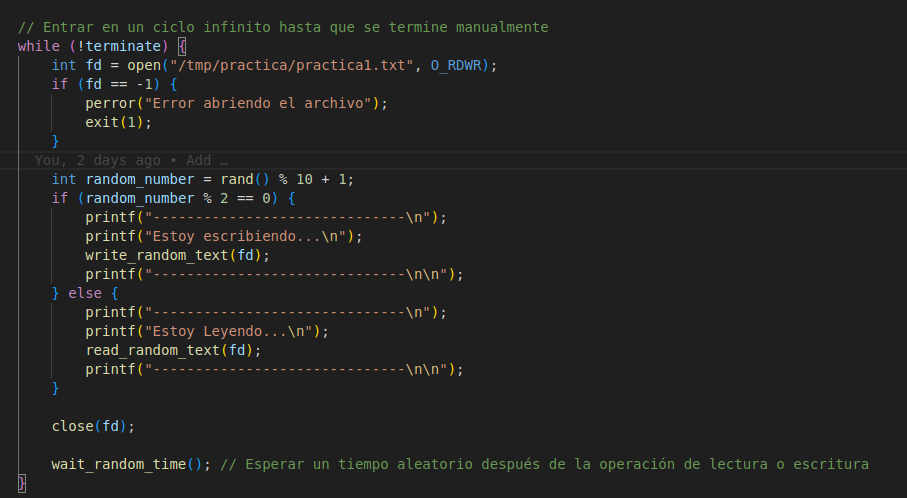 // Entrar en un ciclo infinito hasta que se termine manualmente
while (!terminate) {
    int fd = open("/tmp/practica/practica1.txt", O_RDWR);
    if (fd == -1) {
        perror("Error abriendo el archivo");
        exit(1);
    }
  You, 2 days ago • Add …
    int random_number = rand() % 10 + 1;
    if (random_number % 2 == 0) {
        printf("------------------------------\n");
        printf("Estoy escribiendo...\n");
        write_random_text(fd);
        printf("------------------------------\n\n");
    } else {
        printf("------------------------------\n");
        printf("Estoy Leyendo...\n");
        read_random_text(fd);
        printf("------------------------------\n\n");
    }
    close(fd);
    wait_random_time(); // Esperar un tiempo aleatorio después de la operación de lectura o escritura
}